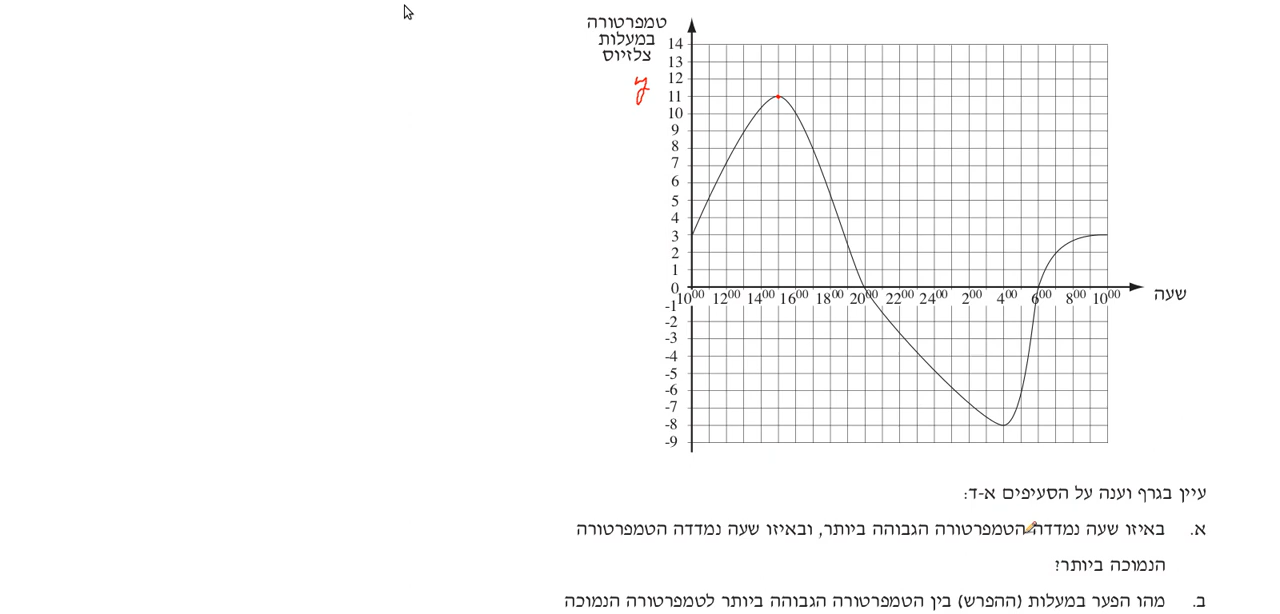 טמפרטורה
במעלות
צלזיוס
y
14
13
12
11
10
9
8
7
6
5
4
3
2
1
0
-1
-2
-3
-4
-5
-6
-7
-8
-9
10⁰⁰ 12⁰⁰ 14⁰⁰ 16⁰⁰ 18⁰⁰ 20⁰⁰ 22⁰⁰ 24⁰⁰ 2⁰⁰ 4⁰⁰ 6⁰⁰ 8⁰⁰ 10⁰⁰
שעה
עיין בגרף וענה על הסעיפים א-ד:
א. באיזו שעה נמדדה הטמפרטורה הגבוהה ביותר, ובאיזו שעה נמדדה הטמפרטורה
הנמוכה ביותר?
ב. מהו הפער במעלות (ההפרש) בין הטמפרטורה הגבוהה ביותר לטמפרטורה הנמוכה